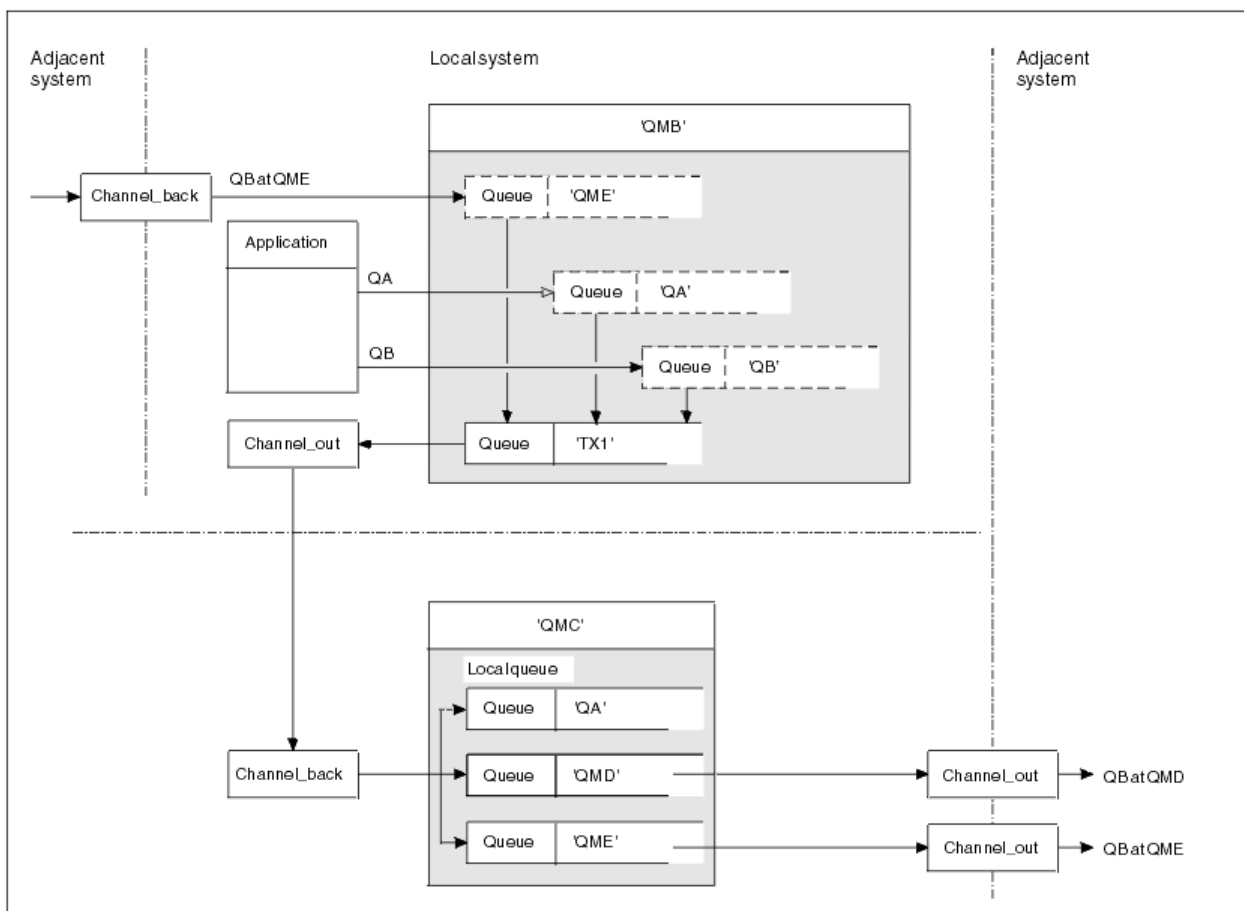 Adjacent
system
Localsystem
Adjacent
system
'QMB'
Channel_back
QBatQME
Queue
'QME'
Application
QA
Queue
'QA'
QB
Queue
'QB'
Channel_out
Queue
'TX1'
'QMC'
Localqueue
Queue
'QA'
Channel_back
Queue
'QMD'
Channel_out
QBatQMD
Queue
'QME'
Channel_out
QBatQME